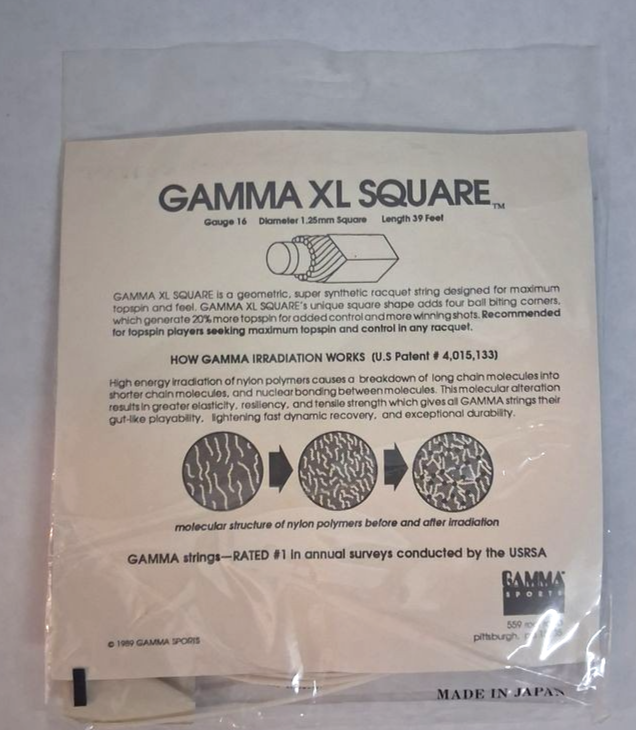 GAMMA XL SQUARE™
Gauge 16 Diameter 1.25mm Square Length 39 Feet
GAMMA XL SQUARE is a geometric, super synthetic racquet string designed for maximum
topspin and feel. GAMMA XL SQUARE's unique square shape adds four ball biting corners,
which generate 20% more topspin for added control and more winning shots. Recommended
for topspin players seeking maximum topspin and control in any racquet.
HOW GAMMA IRRADIATION WORKS (U.S Patent # 4,015,133)
High energy irradiation of nylon polymers causes a breakdown of long chain molecules into
shorter chain molecules, and nuclear bonding between molecules. This molecular alteration
results in greater elasticity, resiliency, and tensile strength which gives all GAMMA strings their
gut-like playability, lightening fast dynamic recovery, and exceptional durability.
molecular structure of nylon polymers before and after irradiation
GAMMA strings—RATED #1 in annual surveys conducted by the USRSA
GAMMA
SPORTS
559
pittsburgh,
© 1989 GAMMA SPORTS
MADE IN JAPAN